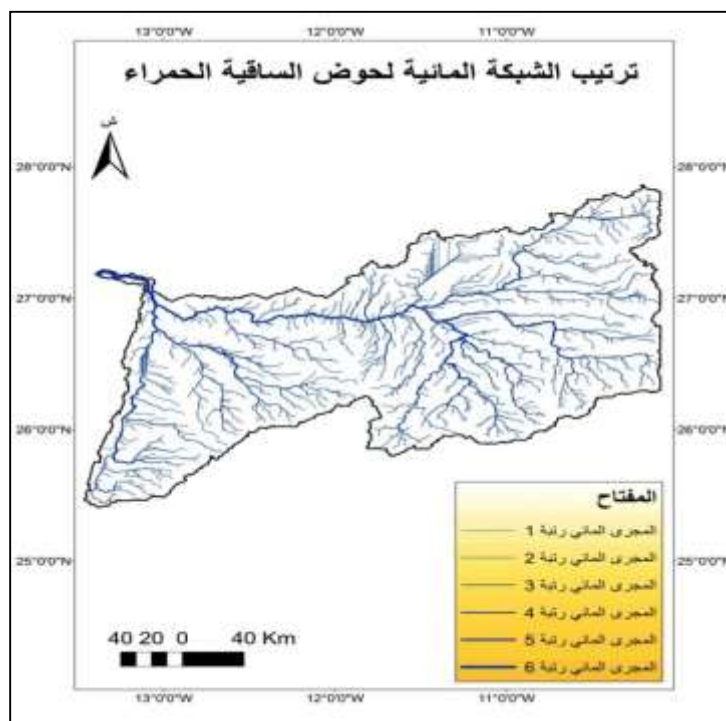 13°0'0"W 12°0'0"W 11°0'0"W
ترتيب الشبكة المائية لحوض الساقية الحمراء
ش
28°0'0"N 28°0'0"N
27°0'0"N 27°0'0"N
26°0'0"N 26°0'0"N
25°0'0"N 25°0'0"N
المفتاح
المجرى المائي رتبة 1
المجرى المائي رتبة 2
المجرى المائي رتبة 3
المجرى المائي رتبة 4
المجرى المائي رتبة 5
المجرى المائي رتبة 6
40 20 0 40 Km
13°0'0"W 12°0'0"W 11°0'0"W